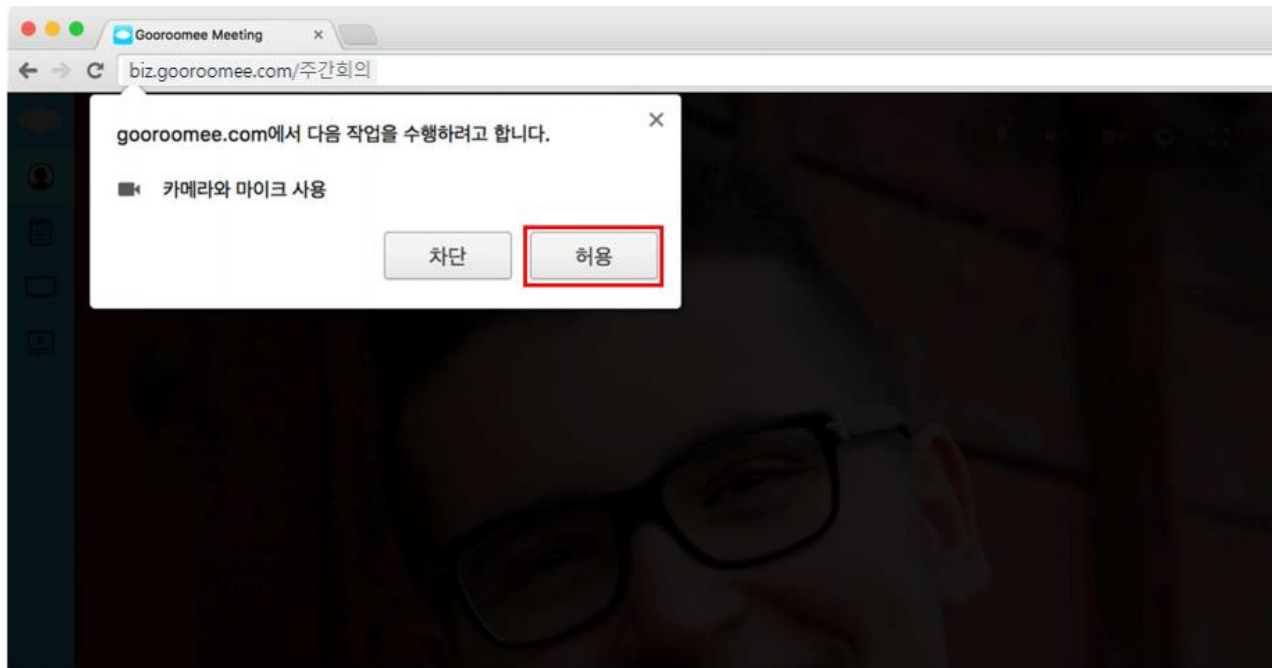 Gooroomee Meeting
biz.gooroomee.com/주간회의
gooroomee.com에서 다음 작업을 수행하려고 합니다.
카메라와 마이크 사용
차단 허용